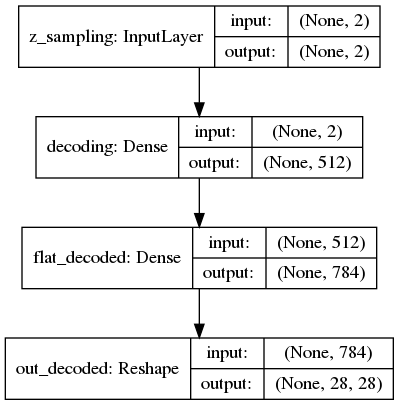 z_sampling: InputLayer
input: (None, 2)
output: (None, 2)
decoding: Dense
input: (None, 2)
output: (None, 512)
flat_decoded: Dense
input: (None, 512)
output: (None, 784)
out_decoded: Reshape
input: (None, 784)
output: (None, 28, 28)